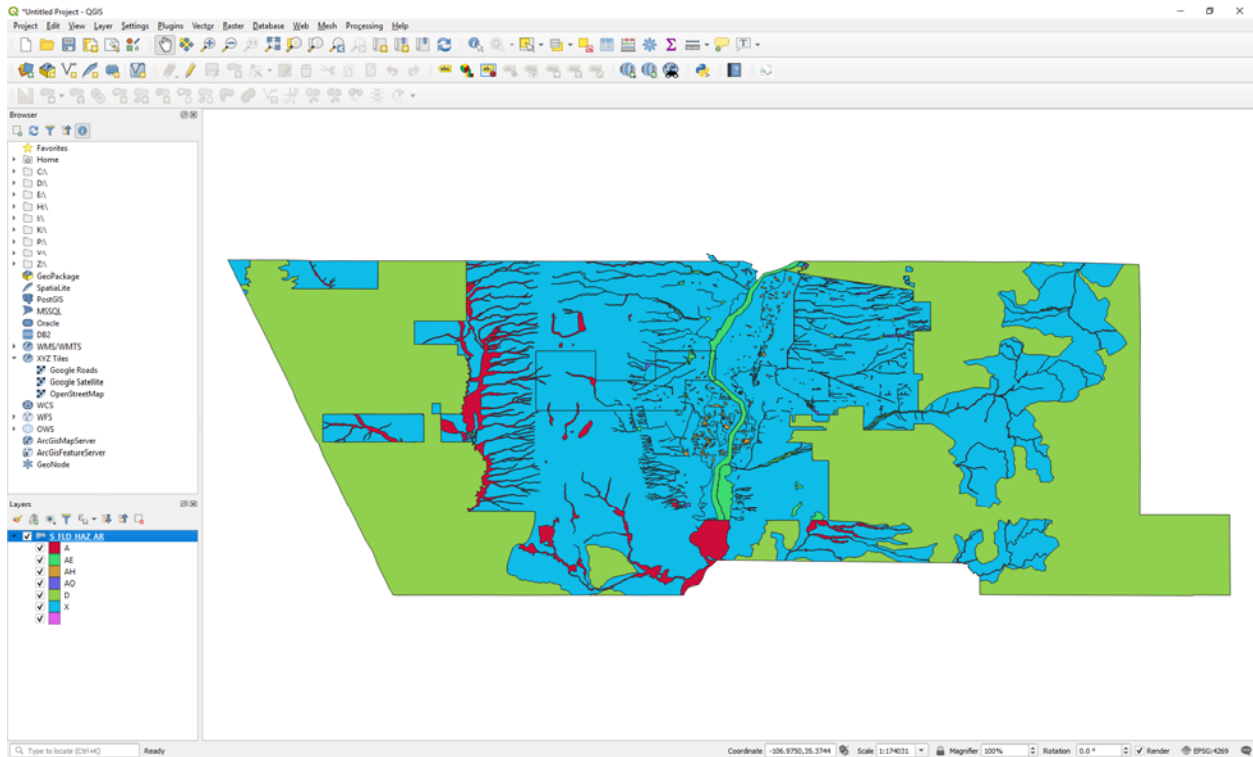 *Untitled Project - QGIS
Project Edit View Layer Settings Plugins Vector Raster Database Web Mesh Processing Help
Browser
Favorites
Home
C:\
D:\
E:\
H:\
I:\
K:\
P:\
V:\
Z:\
GeoPackage
SpatiaLite
PostGIS
MSSQL
Oracle
DB2
WMS/WMTS
XYZ Tiles
Google Roads
Google Satellite
OpenStreetMap
WCS
WFS
OWS
ArcGisMapServer
ArcGisFeatureServer
GeoNode
Layers
S_FLD_HAZ_AR
A
AE
AH
AO
D
X
Type to locate (Ctrl+K) Ready Coordinate -106.9750,35.3744 Scale 1:174031 Magnifier 100% Rotation 0.0 ° Render EPSG:4269